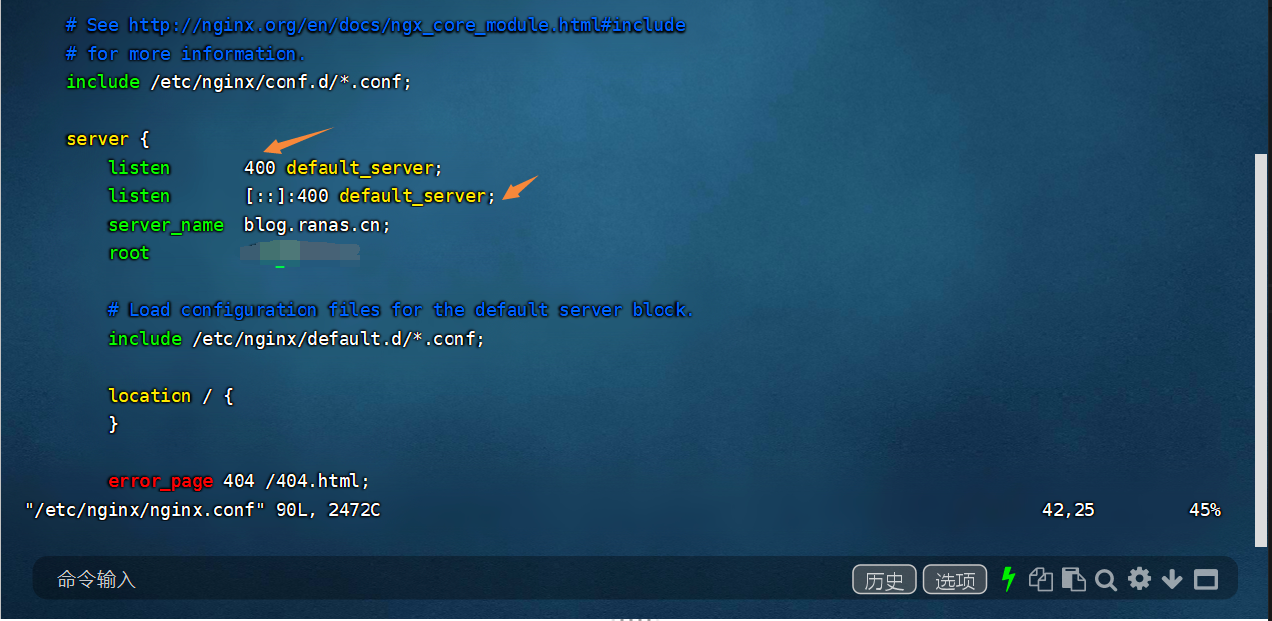 # See http://nginx.org/en/docs/ngx_core_module.html#include
# for more information.
include /etc/nginx/conf.d/*.conf;
server {
listen 400 default_server;
listen [::]:400 default_server;
server_name blog.ranas.cn;
root
# Load configuration files for the default server block.
include /etc/nginx/default.d/*.conf;
location / {
}
error_page 404 /404.html;
"/etc/nginx/nginx.conf" 90L, 2472C 42,25 45%
命令输入 历史 选项